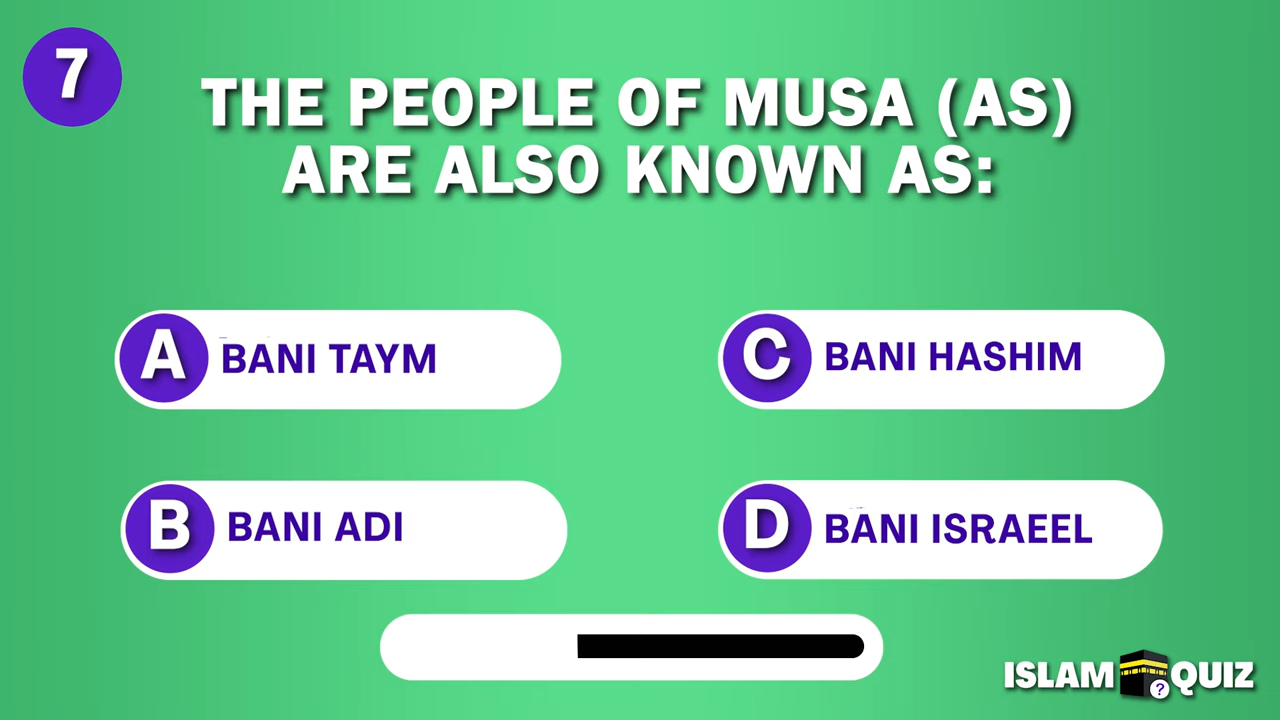 7
THE PEOPLE OF MUSA (AS)
ARE ALSO KNOWN AS:
A BANI TAYM
C BANI HASHIM
B BANI ADI
D BANI ISRAEEL
ISLAM QUIZ
?